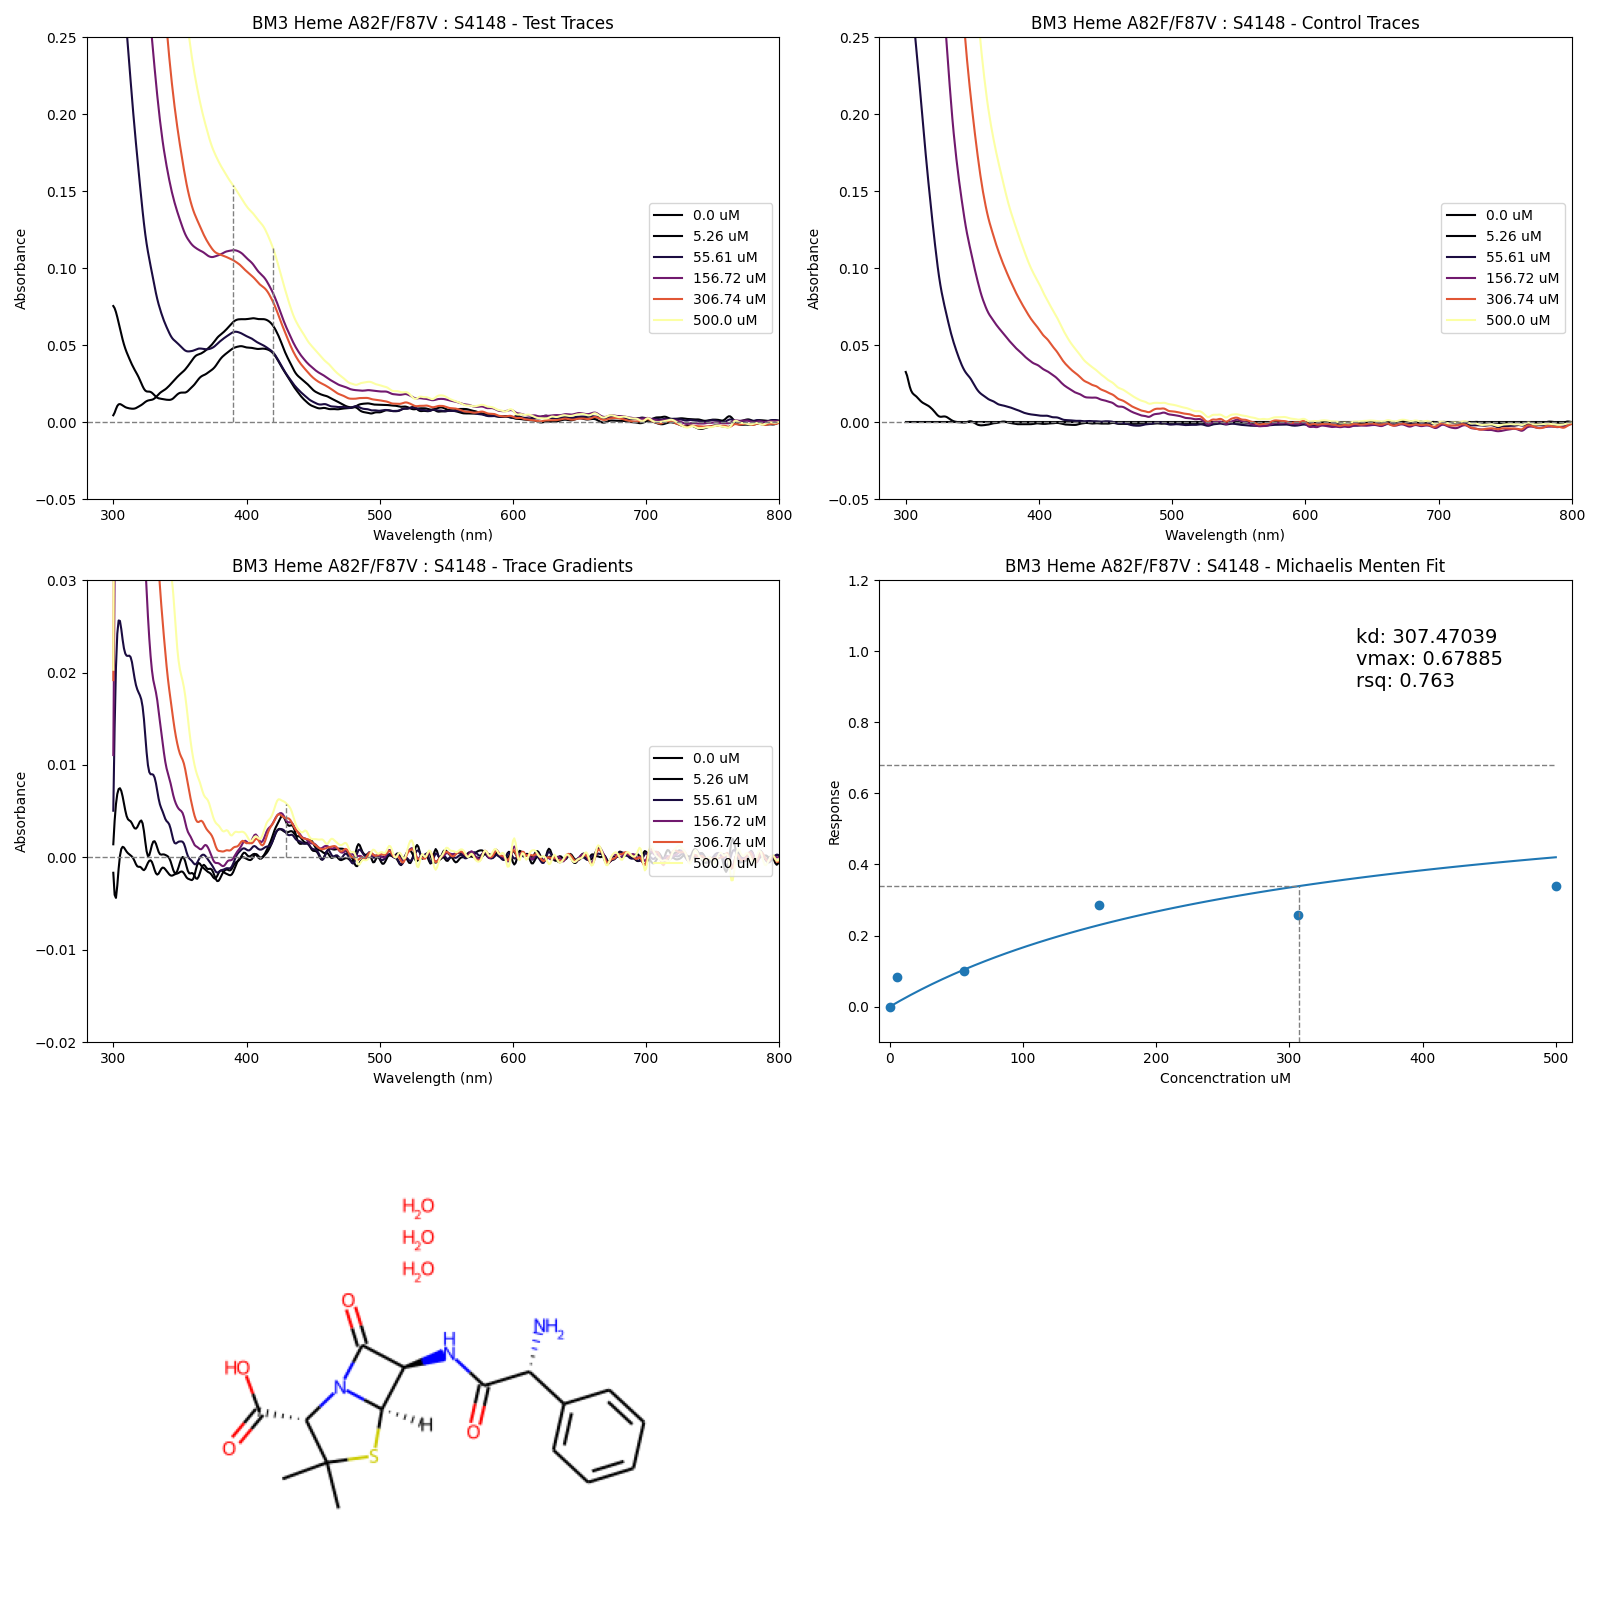 BM3 Heme A82F/F87V : S4148 - Test Traces
0.25
0.20
0.15
0.10
0.05
0.00
−0.05
Absorbance
300 400 500 600 700 800
Wavelength (nm)
0.0 uM
5.26 uM
55.61 uM
156.72 uM
306.74 uM
500.0 uM
BM3 Heme A82F/F87V : S4148 - Control Traces
0.25
0.20
0.15
0.10
0.05
0.00
−0.05
Absorbance
300 400 500 600 700 800
Wavelength (nm)
0.0 uM
5.26 uM
55.61 uM
156.72 uM
306.74 uM
500.0 uM
BM3 Heme A82F/F87V : S4148 - Trace Gradients
0.03
0.02
0.01
0.00
−0.01
−0.02
Absorbance
300 400 500 600 700 800
Wavelength (nm)
0.0 uM
5.26 uM
55.61 uM
156.72 uM
306.74 uM
500.0 uM
BM3 Heme A82F/F87V : S4148 - Michaelis Menten Fit
1.2
1.0
0.8
0.6
0.4
0.2
0.0
Response
0 100 200 300 400 500
Concenctration uM
kd: 307.47039
vmax: 0.67885
rsq: 0.763
H2O
H2O
H2O
O
NH2
H
N
HO
N
O
O
H
S